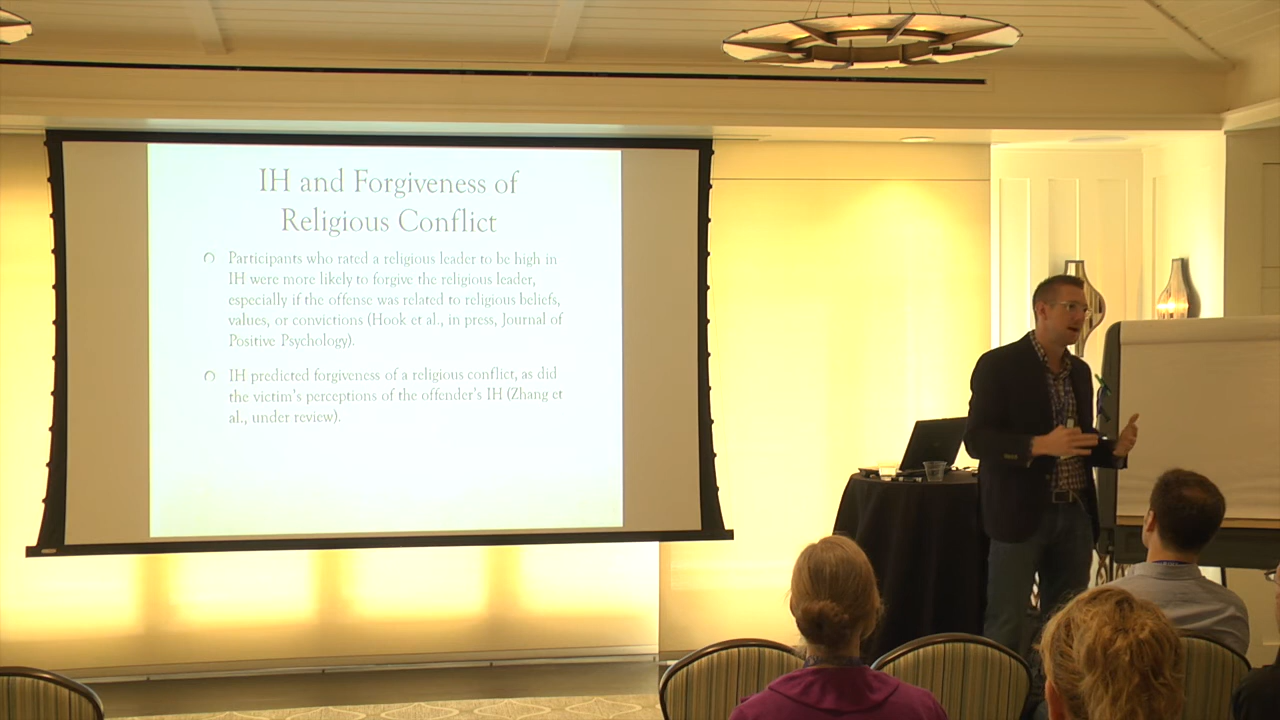 IH and Forgiveness of
Religious Conflict
Participants who rated a religious leader to be high in
IH were more likely to forgive the religious leader,
especially if the offense was related to religious beliefs,
values, or convictions (Hook et al., in press, Journal of
Positive Psychology).
IH predicted forgiveness of a religious conflict, as did
the victim's perceptions of the offender's IH (Zhang et
al., under review).